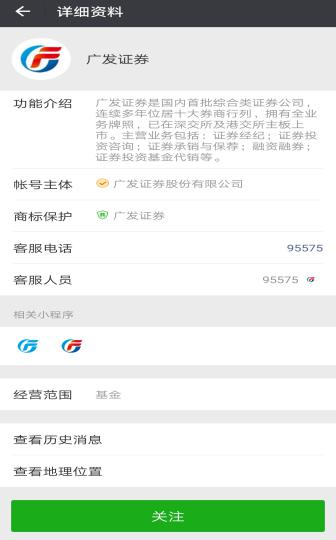 详细资料
广发证券
功能介绍
广发证券是国内首批综合类证券公司，
连续多年位居十大券商行列，拥有全业
务牌照，已在深交所及港交所主板上
市。主营业务包括：证券经纪；证券投
资咨询；证券承销与保荐；融资融券；
证券投资基金代销等。
帐号主体 广发证券股份有限公司
商标保护 广发证券
客服电话 95575
客服人员 95575
相关小程序
经营范围 基金
查看历史消息
查看地理位置
关注